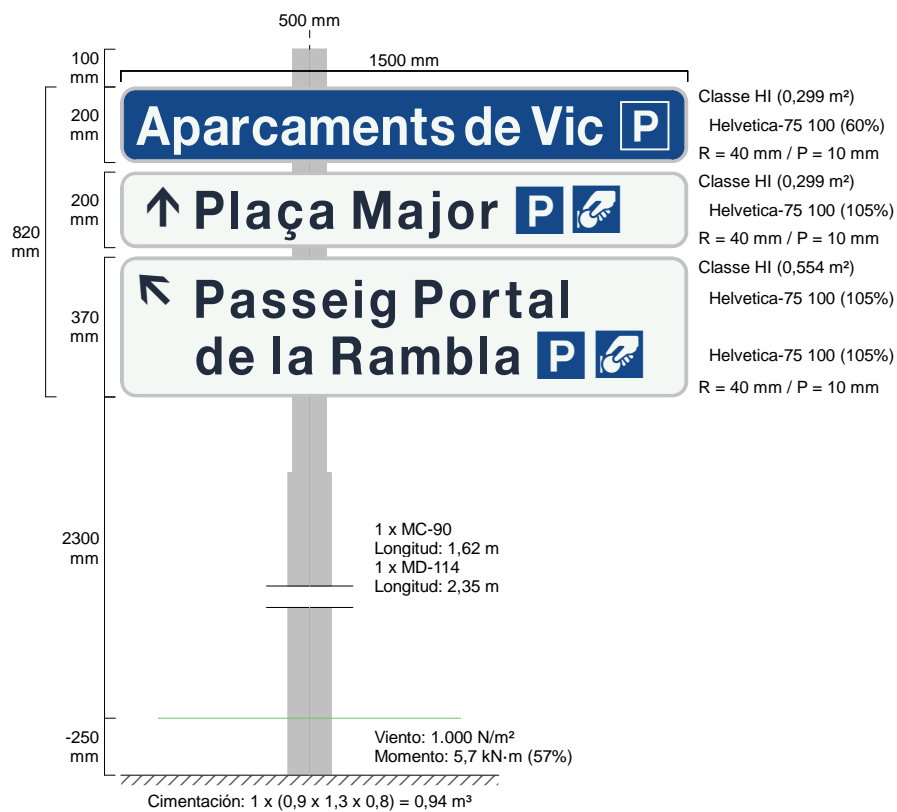 500 mm
100
mm
1500 mm
200
mm
820
mm
Aparcaments de Vic P
Classe HI (0,299 m²)
Helvetica-75 100 (60%)
R = 40 mm / P = 10 mm
200
mm
Plaça Major P
Classe HI (0,299 m²)
Helvetica-75 100 (105%)
R = 40 mm / P = 10 mm
370
mm
Passeig Portal
de la Rambla P
Classe HI (0,554 m²)
Helvetica-75 100 (105%)
Helvetica-75 100 (105%)
R = 40 mm / P = 10 mm
2300
mm
1 x MC-90
Longitud: 1,62 m
1 x MD-114
Longitud: 2,35 m
-250
mm
Viento: 1.000 N/m²
Momento: 5,7 kN·m (57%)
Cimentación: 1 x (0,9 x 1,3 x 0,8) = 0,94 m³